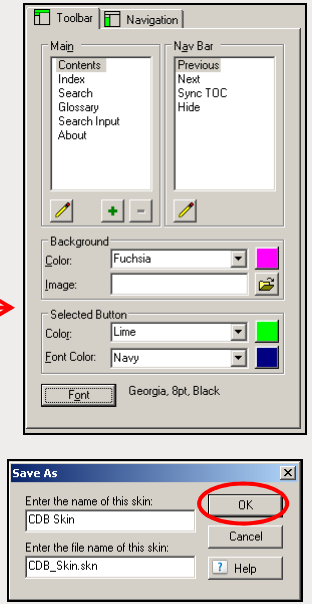 Toolbar Navigation
Main
Contents
Index
Search
Glossary
Search Input
About
Nav Bar
Previous
Next
Sync TOC
Hide
Background
Color: Fuchsia
Image:
Selected Button
Color: Lime
Font Color: Navy
Font Georgia, 8pt, Black
Save As
Enter the name of this skin:
CDB Skin
Enter the file name of this skin:
CDB_Skin.skn
OK
Cancel
? Help